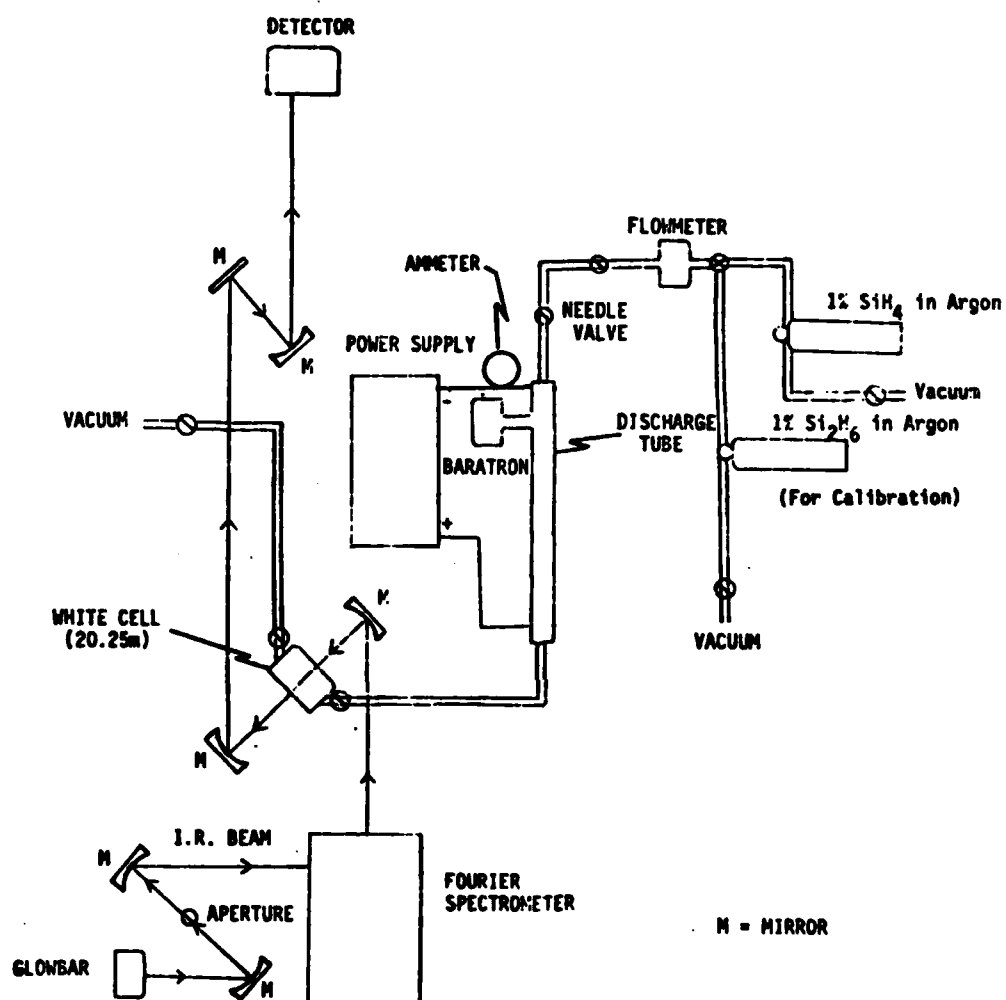 DETECTOR
FLOWMETER
M
AMMETER
1% SiH4 in Argon
NEEDLE
VALVE
M
POWER SUPPLY
Vacuum
VACUUM
-
DISCHARGE
TUBE
1% Si2H6 in Argon
BARATRON
(For Calibration)
+
M
WHITE CELL
(20.25m)
VACUUM
M
I.R. BEAM
M
FOURIER
SPECTROMETER
APERTURE
M = MIRROR
GLOWBAR
M